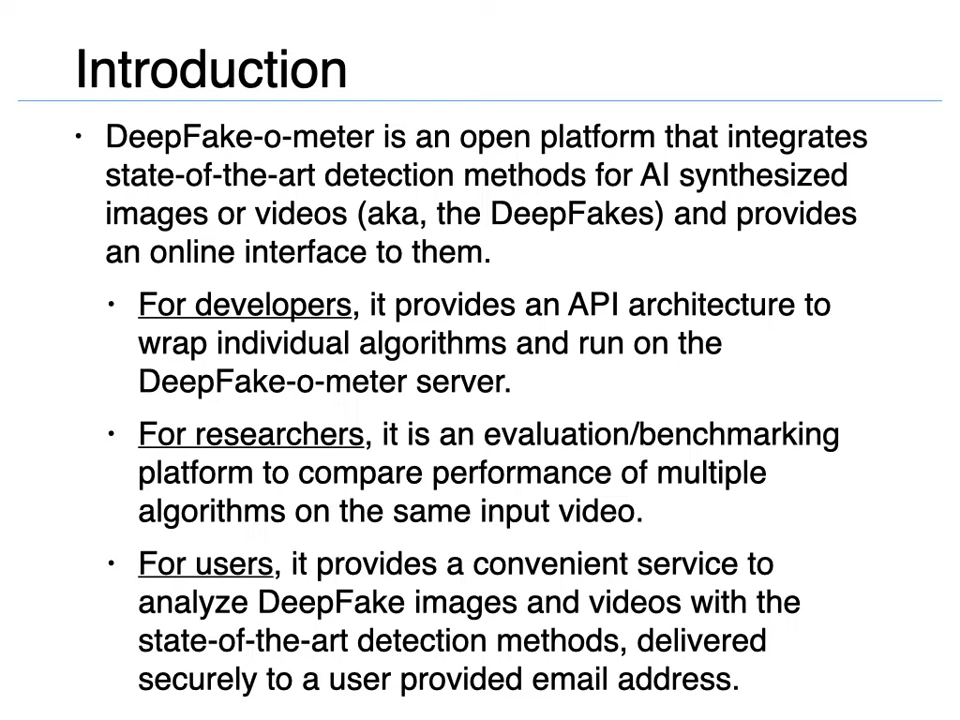 Introduction
• DeepFake-o-meter is an open platform that integrates
state-of-the-art detection methods for AI synthesized
images or videos (aka, the DeepFakes) and provides
an online interface to them.
• For developers, it provides an API architecture to
wrap individual algorithms and run on the
DeepFake-o-meter server.
• For researchers, it is an evaluation/benchmarking
platform to compare performance of multiple
algorithms on the same input video.
• For users, it provides a convenient service to
analyze DeepFake images and videos with the
state-of-the-art detection methods, delivered
securely to a user provided email address.